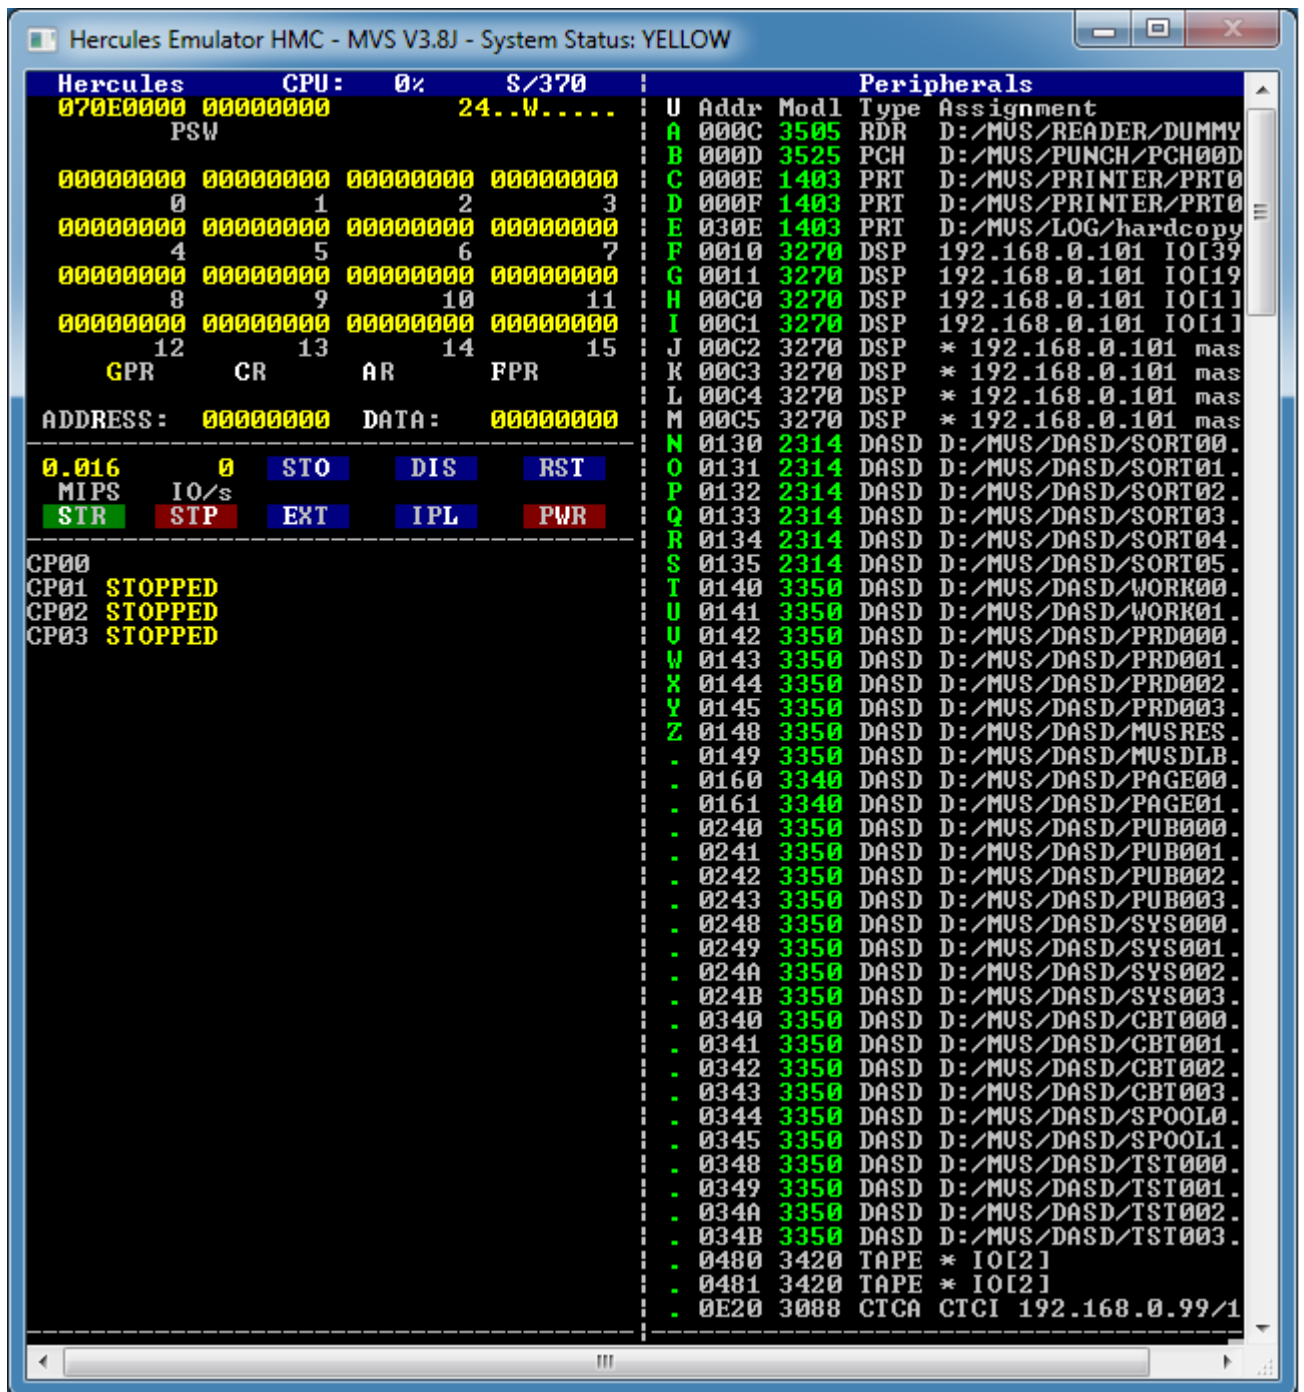 Hercules Emulator HMC - MVS V3.8J - System Status: YELLOW
Hercules CPU: 0% S/370
070E0000 00000000 24..W.....
PSW
00000000 00000000 00000000 00000000
0 1 2 3
00000000 00000000 00000000 00000000
4 5 6 7
00000000 00000000 00000000 00000000
8 9 10 11
00000000 00000000 00000000 00000000
12 13 14 15
GPR CR AR FPR
ADDRESS: 00000000 DATA: 00000000
0.016 0 STO DIS RST
MIPS IO/s
STR STP EXT IPL PWR
CP00
CP01 STOPPED
CP02 STOPPED
CP03 STOPPED
Peripherals
U Addr Modl Type Assignment
A 000C 3505 RDR D:/MVS/READER/DUMMY
B 000D 3525 PCH D:/MVS/PUNCH/PCH00D
C 000E 1403 PRT D:/MVS/PRINTER/PRT0
D 000F 1403 PRT D:/MVS/PRINTER/PRT0
E 030E 1403 PRT D:/MVS/LOG/hardcopy
F 0010 3270 DSP 192.168.0.101 IO[39
G 0011 3270 DSP 192.168.0.101 IO[19
H 00C0 3270 DSP 192.168.0.101 IO[1]
I 00C1 3270 DSP 192.168.0.101 IO[1]
J 00C2 3270 DSP * 192.168.0.101 mas
K 00C3 3270 DSP * 192.168.0.101 mas
L 00C4 3270 DSP * 192.168.0.101 mas
M 00C5 3270 DSP * 192.168.0.101 mas
N 0130 2314 DASD D:/MVS/DASD/SORT00.
O 0131 2314 DASD D:/MVS/DASD/SORT01.
P 0132 2314 DASD D:/MVS/DASD/SORT02.
Q 0133 2314 DASD D:/MVS/DASD/SORT03.
R 0134 2314 DASD D:/MVS/DASD/SORT04.
S 0135 2314 DASD D:/MVS/DASD/SORT05.
T 0140 3350 DASD D:/MVS/DASD/WORK00.
U 0141 3350 DASD D:/MVS/DASD/WORK01.
V 0142 3350 DASD D:/MVS/DASD/PRD000.
W 0143 3350 DASD D:/MVS/DASD/PRD001.
X 0144 3350 DASD D:/MVS/DASD/PRD002.
Y 0145 3350 DASD D:/MVS/DASD/PRD003.
Z 0148 3350 DASD D:/MVS/DASD/MVSRES.
. 0149 3350 DASD D:/MVS/DASD/MVSDLB.
. 0160 3340 DASD D:/MVS/DASD/PAGE00.
. 0161 3340 DASD D:/MVS/DASD/PAGE01.
. 0240 3350 DASD D:/MVS/DASD/PUB000.
. 0241 3350 DASD D:/MVS/DASD/PUB001.
. 0242 3350 DASD D:/MVS/DASD/PUB002.
. 0243 3350 DASD D:/MVS/DASD/PUB003.
. 0248 3350 DASD D:/MVS/DASD/SYS000.
. 0249 3350 DASD D:/MVS/DASD/SYS001.
. 024A 3350 DASD D:/MVS/DASD/SYS002.
. 024B 3350 DASD D:/MVS/DASD/SYS003.
. 0340 3350 DASD D:/MVS/DASD/CBT000.
. 0341 3350 DASD D:/MVS/DASD/CBT001.
. 0342 3350 DASD D:/MVS/DASD/CBT002.
. 0343 3350 DASD D:/MVS/DASD/CBT003.
. 0344 3350 DASD D:/MVS/DASD/SPOOL0.
. 0345 3350 DASD D:/MVS/DASD/SPOOL1.
. 0348 3350 DASD D:/MVS/DASD/TST000.
. 0349 3350 DASD D:/MVS/DASD/TST001.
. 034A 3350 DASD D:/MVS/DASD/TST002.
. 034B 3350 DASD D:/MVS/DASD/TST003.
. 0480 3420 TAPE * IO[2]
. 0481 3420 TAPE * IO[2]
. 0E20 3088 CTCA CTCI 192.168.0.99/1